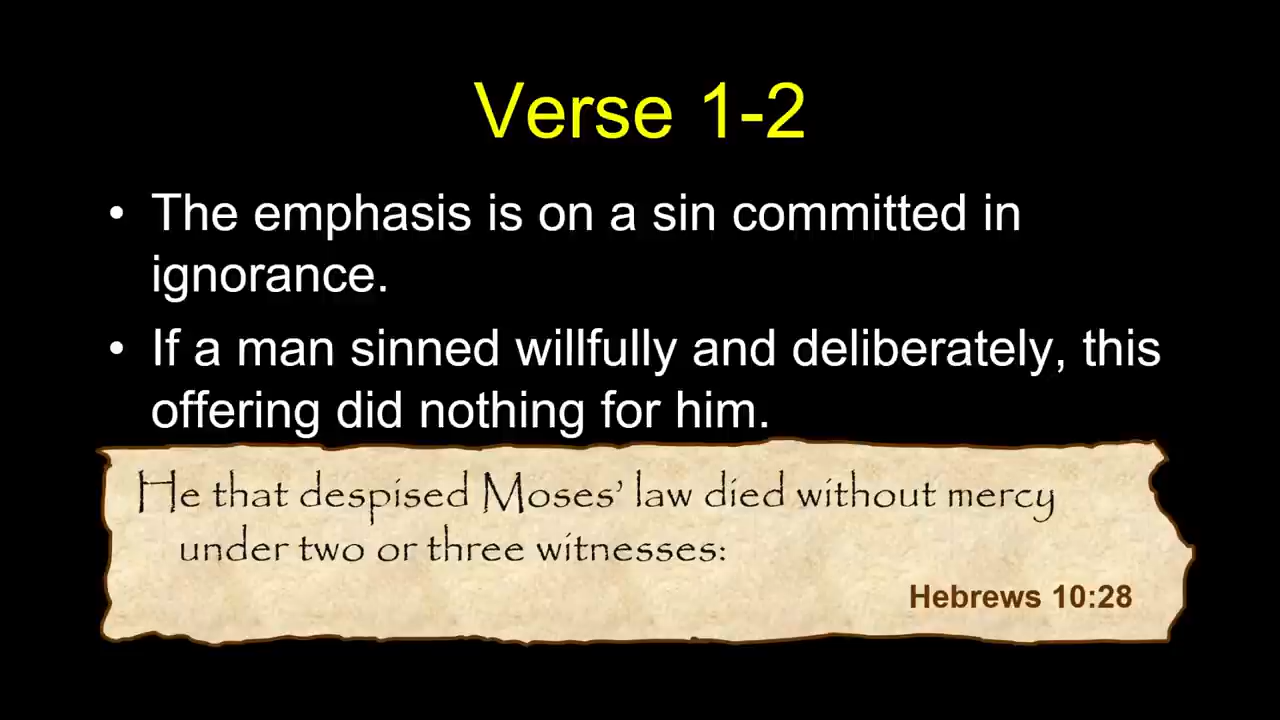 Verse 1-2
• The emphasis is on a sin committed in
ignorance.
• If a man sinned willfully and deliberately, this
offering did nothing for him.
He that despised Moses’ law died without mercy
under two or three witnesses:
Hebrews 10:28